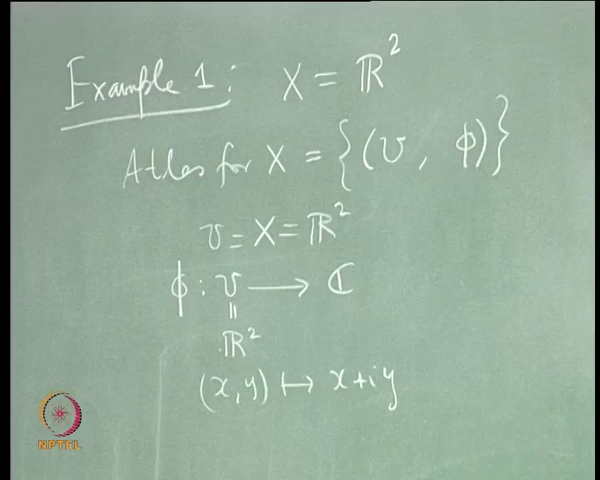 Example 1: X = ℝ²
Atlas for X = {(U, ϕ)}
U = X = ℝ²
ϕ : U ⟶ ℂ
||
ℝ²
(x, y) ↦ x+iy
NPTEL